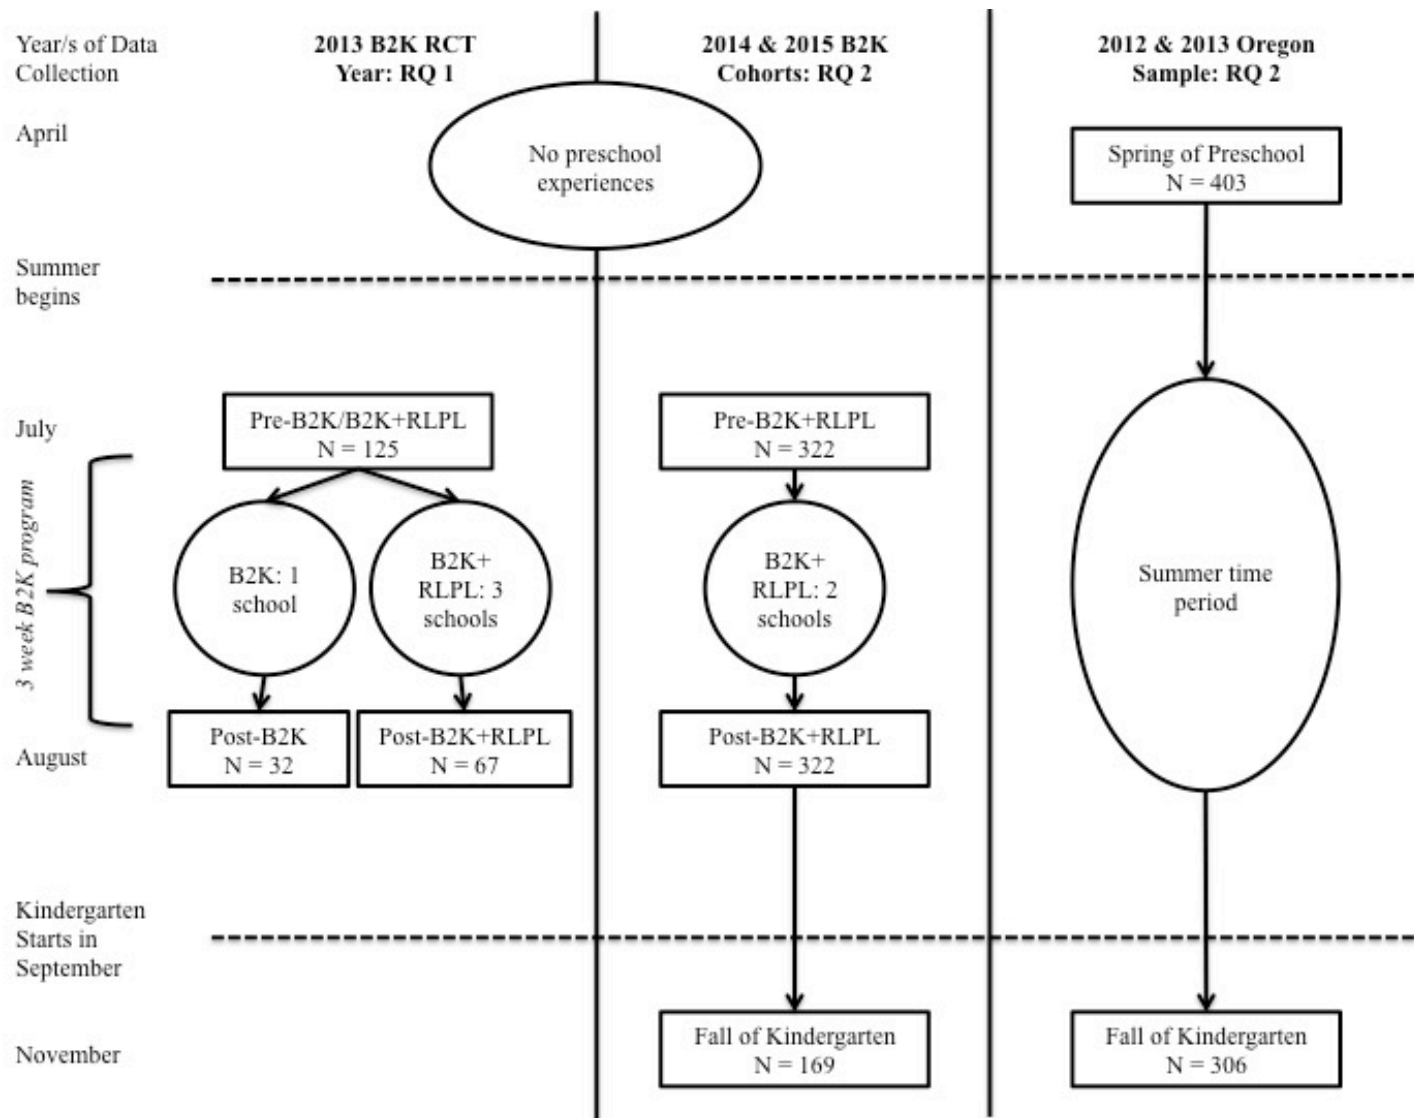 Year/s of Data
Collection
2013 B2K RCT
Year: RQ 1
2014 & 2015 B2K
Cohorts: RQ 2
2012 & 2013 Oregon
Sample: RQ 2
April
No preschool
experiences
Spring of Preschool
N = 403
Summer
begins
July
Pre-B2K/B2K+RLPL
N = 125
Pre-B2K+RLPL
N = 322
3 week B2K program
B2K: 1
school
B2K+
RLPL: 3
schools
B2K+
RLPL: 2
schools
Summer time
period
August
Post-B2K
N = 32
Post-B2K+RLPL
N = 67
Post-B2K+RLPL
N = 322
Kindergarten
Starts in
September
November
Fall of Kindergarten
N = 169
Fall of Kindergarten
N = 306